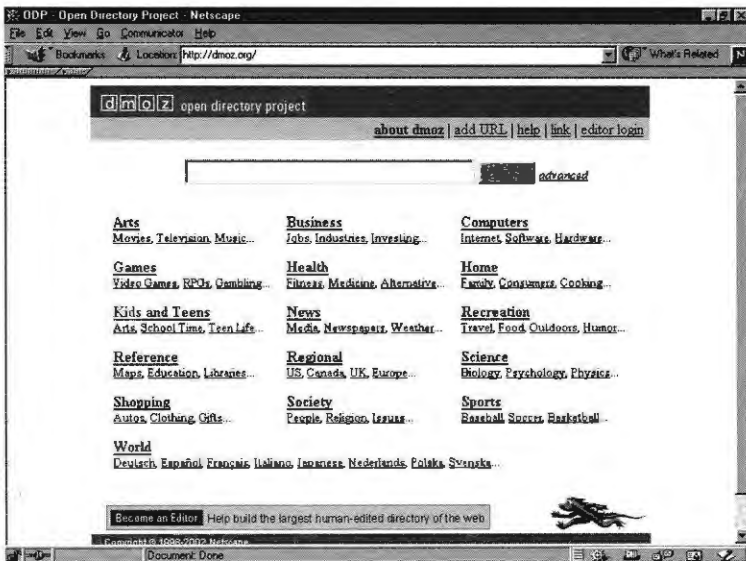 ODP - Open Directory Project - Netscape
File Edit View Go Communicator Help
Bookmarks Location: http://dmoz.org/ What's Related N
dmoz open directory project
about dmoz | add URL | help | link | editor login
advanced
Arts Business Computers
Movies, Television, Music... Jobs, Industries, Investing... Internet, Software, Hardware...
Games Health Home
Video Games, RPGs, Gambling... Fitness, Medicine, Alternative... Family, Consumers, Cooking...
Kids and Teens News Recreation
Arts, School Time, Teen Life... Media, Newspapers, Weather... Travel, Food, Outdoors, Humor...
Reference Regional Science
Maps, Education, Libraries... US, Canada, UK, Europe... Biology, Psychology, Physics...
Shopping Society Sports
Autos, Clothing, Gifts... People, Religion, Issues... Baseball, Soccer, Basketball...
World
Deutsch, Español, Français, Italiano, Japanese, Nederlands, Polska, Svenska...
Become an Editor Help build the largest human-edited directory of the web
Copyright © 1998-2002 Netscape
Document: Done